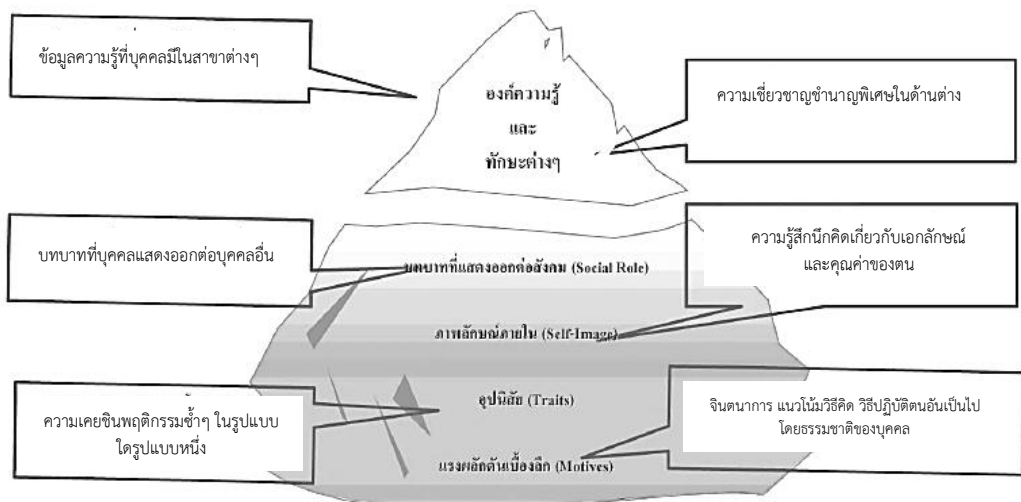 ข้อมูลความรู้ที่บุคคลมีในสาขาต่างๆ
องค์ความรู้
และ
ทักษะต่างๆ
ความเชี่ยวชาญชำนาญพิเศษในด้านต่าง
บทบาทที่บุคคลแสดงออกต่อบุคคลอื่น
บทบาทที่แสดงออกต่อสังคม (Social Role)
ความรู้สึกนึกคิดเกี่ยวกับเอกลักษณ์
และคุณค่าของตน
ภาพลักษณ์ภายใน (Self-Image)
ความเคยชินพฤติกรรมซ้ำๆ ในรูปแบบ
ใดรูปแบบหนึ่ง
อุปนิสัย (Traits)
จินตนาการ แนวโน้มวิธีคิด วิธีปฏิบัติตนอันเป็นไป
โดยธรรมชาติของบุคคล
แรงผลักดันเบื้องลึก (Motives)